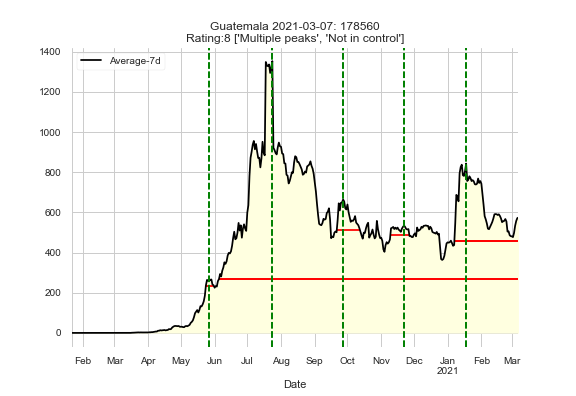 Guatemala 2021-03-07: 178560
Rating:8 ['Multiple peaks', 'Not in control']
Average-7d
1400
1200
1000
800
600
400
200
0
Feb Mar Apr May Jun Jul Aug Sep Oct Nov Dec Jan Feb Mar
2021
Date